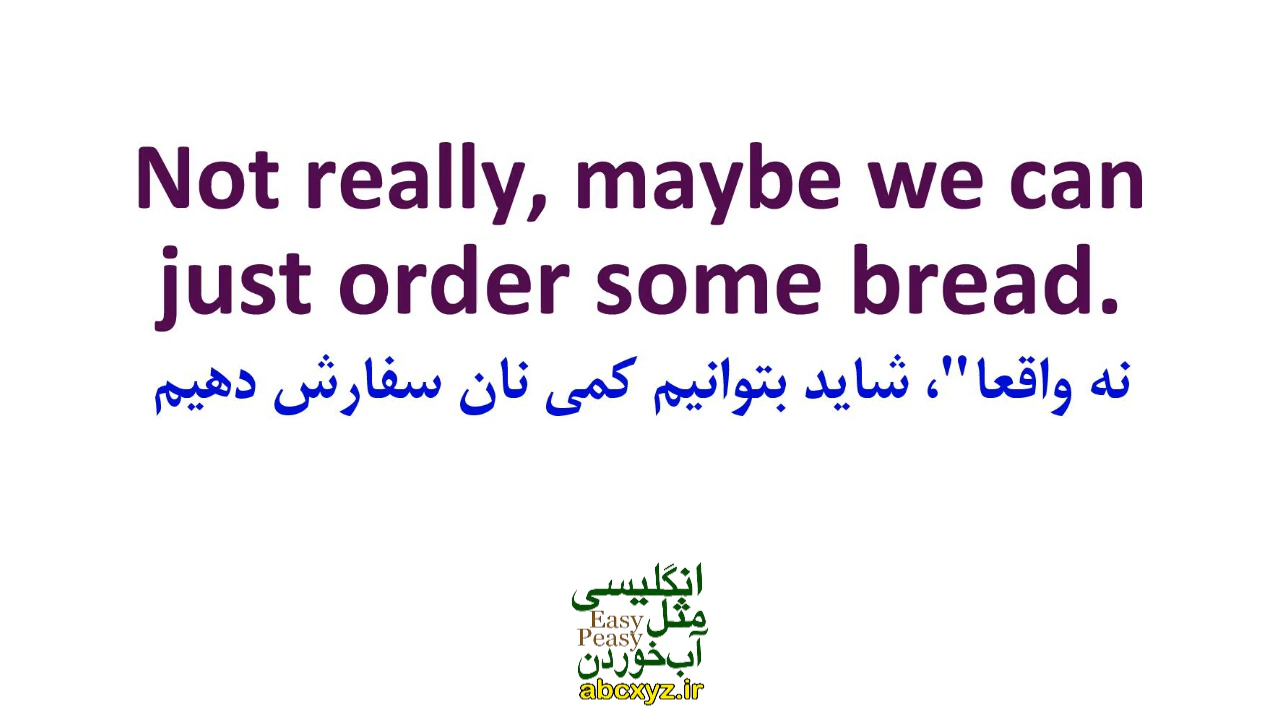 Not really, maybe we can
just order some bread.
نه واقعا"، شاید بتوانیم کمی نان سفارش دهیم
انگلیسی
مثل
Easy
Peasy
آب‌خوردن
abcxyz.ir